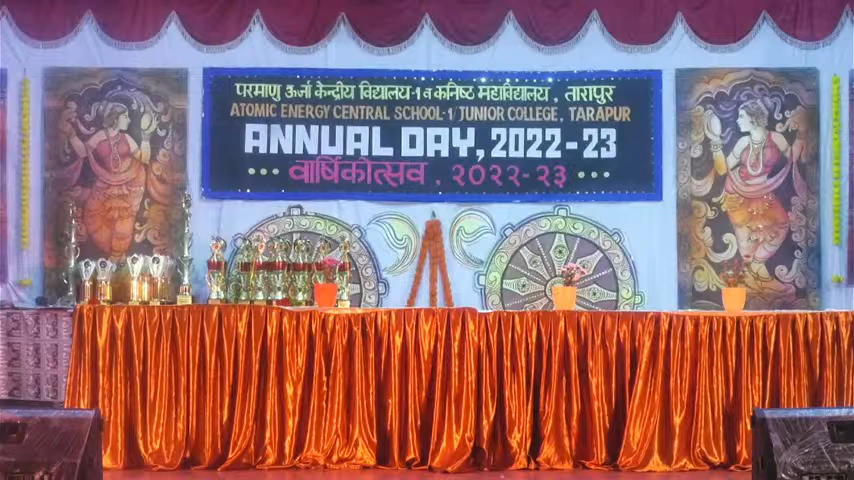 परमाणु ऊर्जा केन्द्रीय विद्यालय-1 व कनिष्ठ महाविद्यालय, तारापुर
ATOMIC ENERGY CENTRAL SCHOOL-1/JUNIOR COLLEGE, TARAPUR
ANNUAL DAY, 2022-23
वार्षिकोत्सव, २०२२-२३